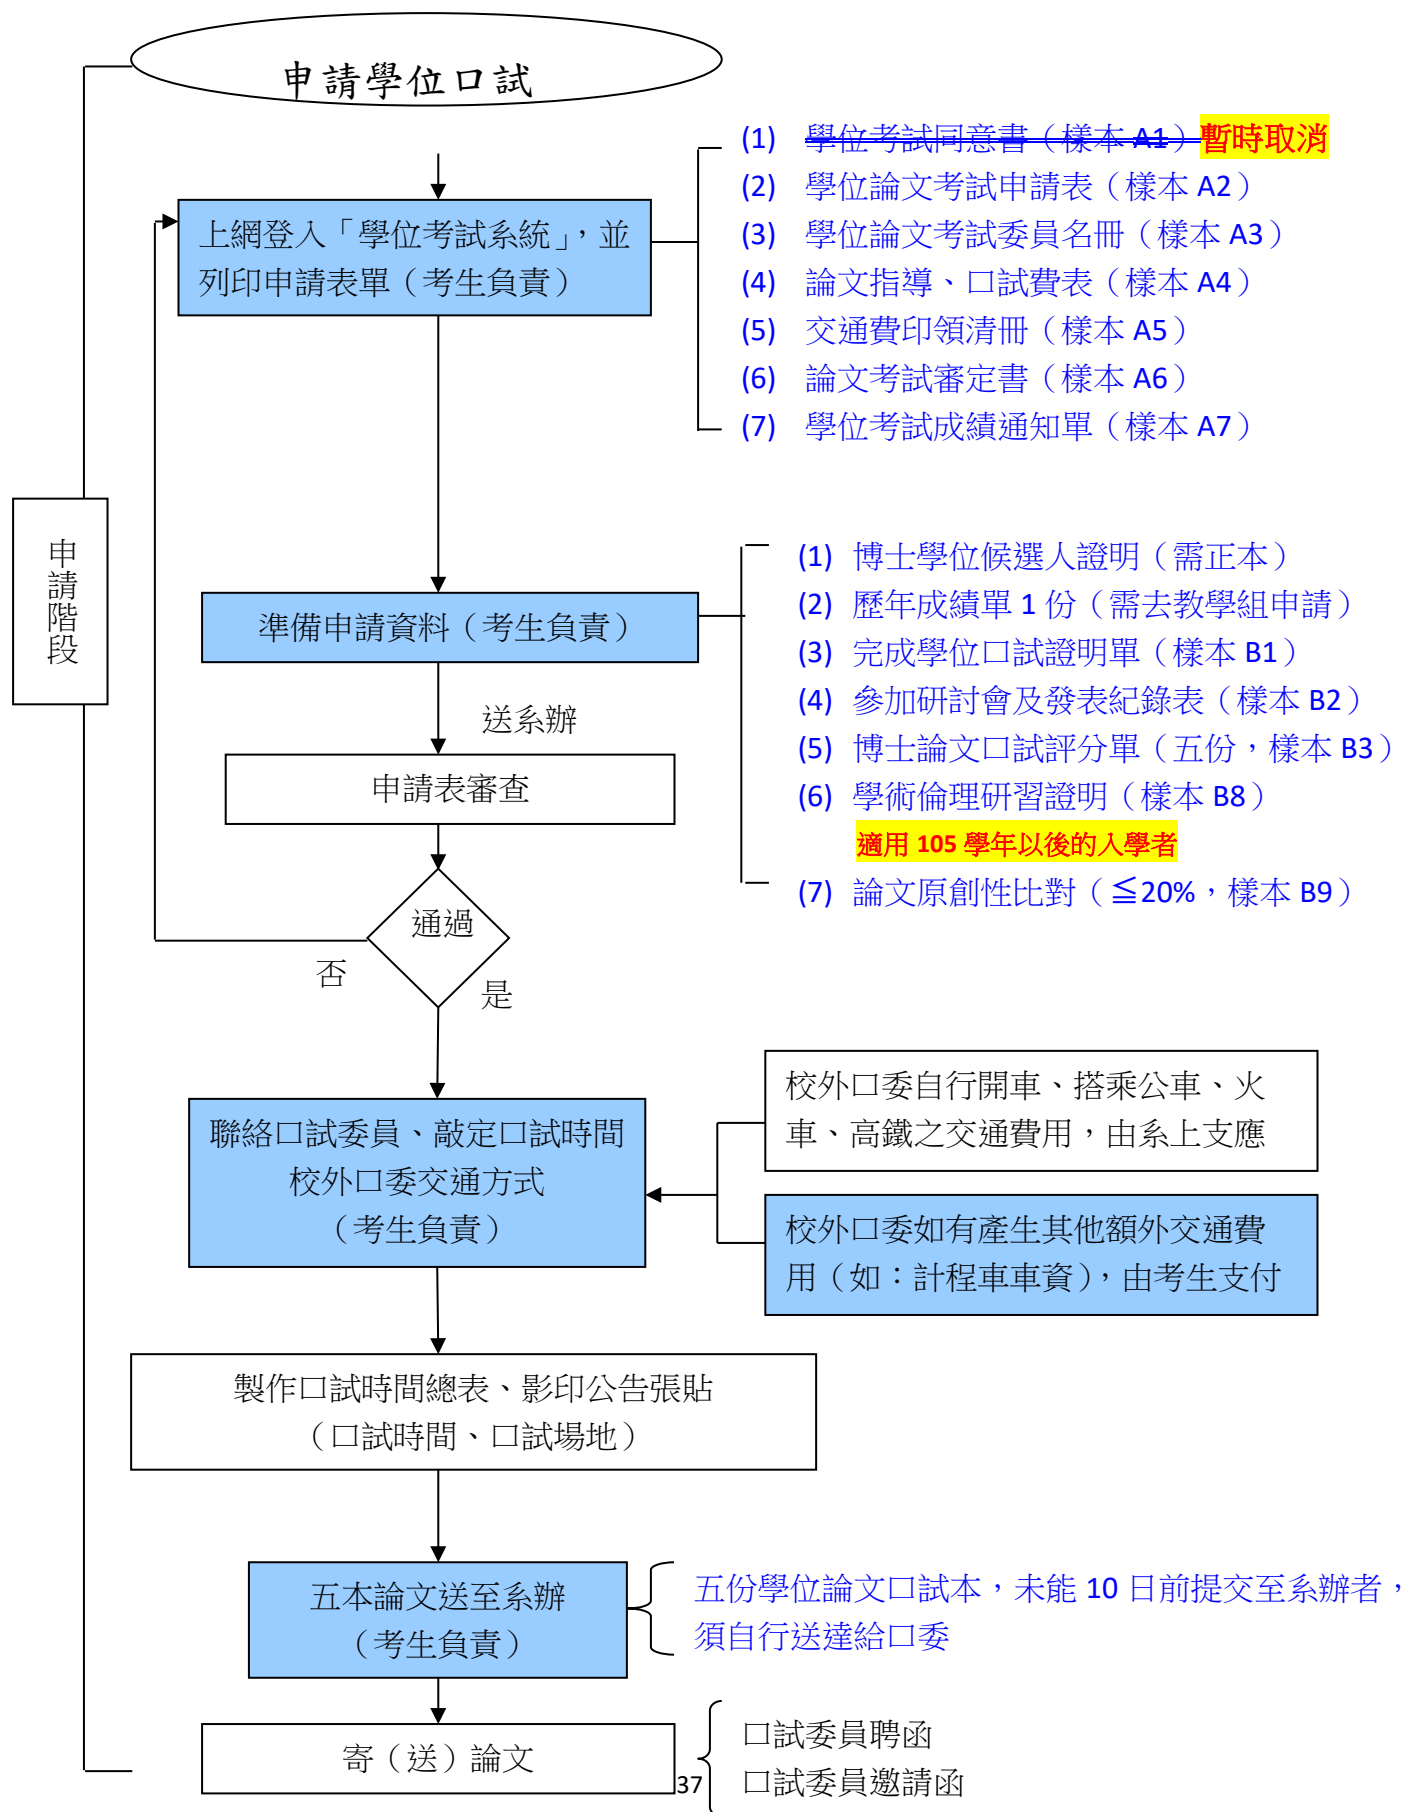 申請學位口試
(1) 學位考試同意書（樣本 A1）暫時取消
(2) 學位論文考試申請表（樣本 A2）
(3) 學位論文考試委員名冊（樣本 A3）
(4) 論文指導、口試費表（樣本 A4）
(5) 交通費印領清冊（樣本 A5）
(6) 論文考試審定書（樣本 A6）
(7) 學位考試成績通知單（樣本 A7）
上網登入「學位考試系統」，並
列印申請表單（考生負責）
申請階段
(1) 博士學位候選人證明（需正本）
(2) 歷年成績單 1 份（需去教學組申請）
(3) 完成學位口試證明單（樣本 B1）
(4) 參加研討會及發表紀錄表（樣本 B2）
(5) 博士論文口試評分單（五份，樣本 B3）
(6) 學術倫理研習證明（樣本 B8）
適用 105 學年以後的入學者
(7) 論文原創性比對（≦20%，樣本 B9）
準備申請資料（考生負責）
送系辦
申請表審查
通過
否
是
聯絡口試委員、敲定口試時間
校外口委交通方式
（考生負責）
校外口委自行開車、搭乘公車、火
車、高鐵之交通費用，由系上支應
校外口委如有產生其他額外交通費
用（如：計程車車資），由考生支付
製作口試時間總表、影印公告張貼
（口試時間、口試場地）
五本論文送至系辦
（考生負責）
五份學位論文口試本，未能 10 日前提交至系辦者，
須自行送達給口委
寄（送）論文
口試委員聘函
口試委員邀請函
37